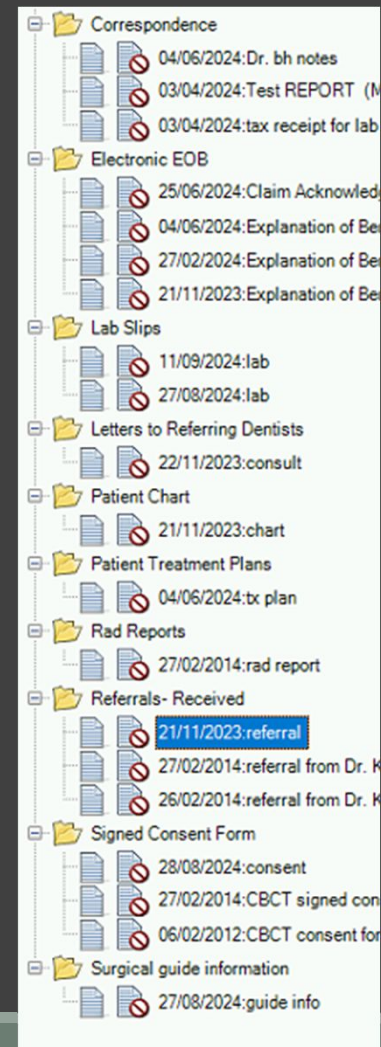 Correspondence
04/06/2024:Dr. bh notes
03/04/2024:Test REPORT (M
03/04/2024:tax receipt for lab
Electronic EOB
25/06/2024:Claim Acknowledg
04/06/2024:Explanation of Ber
27/02/2024:Explanation of Ber
21/11/2023:Explanation of Ber
Lab Slips
11/09/2024:lab
27/08/2024:lab
Letters to Referring Dentists
22/11/2023:consult
Patient Chart
21/11/2023:chart
Patient Treatment Plans
04/06/2024:tx plan
Rad Reports
27/02/2014:rad report
Referrals- Received
21/11/2023:referral
27/02/2014:referral from Dr. K
26/02/2014:referral from Dr. K
Signed Consent Form
28/08/2024:consent
27/02/2014:CBCT signed con
06/02/2012:CBCT consent for
Surgical guide information
27/08/2024:guide info